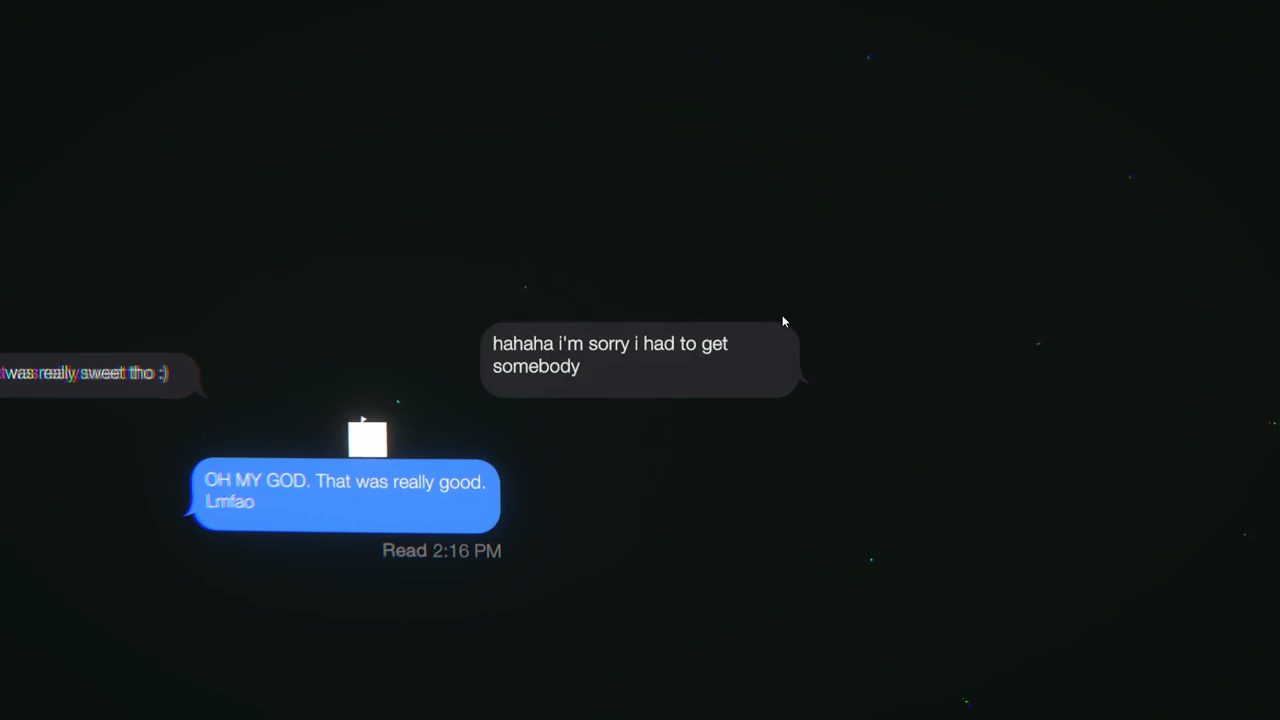 hahaha i'm sorry i had to get
somebody
was really sweet tho :)
OH MY GOD. That was really good.
Lmfao
Read 2:16 PM